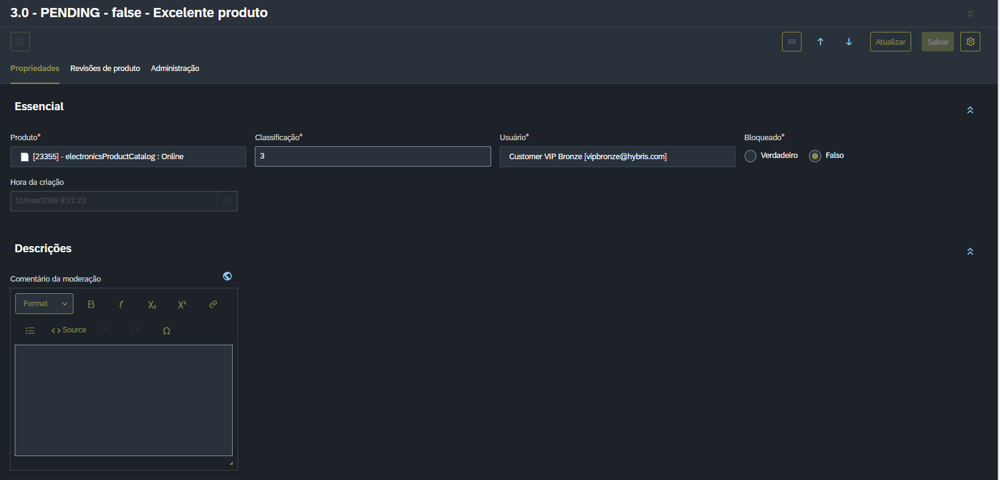 3.0 - PENDING - false - Excelente produto
Atualizar
Salvar
Propriedades Revisões de produto Administração
Essencial
Produto* Classificação* Usuário* Bloqueado*
[23355] - electronicsProductCatalog : Online 3 Customer VIP Bronze [vipbronze@hybris.com] Verdadeiro Falso
Hora da criação
11/mar/2026 9:21:23
Descrições
Comentário da moderação
Format B i X₂ X²
<> Source Ω